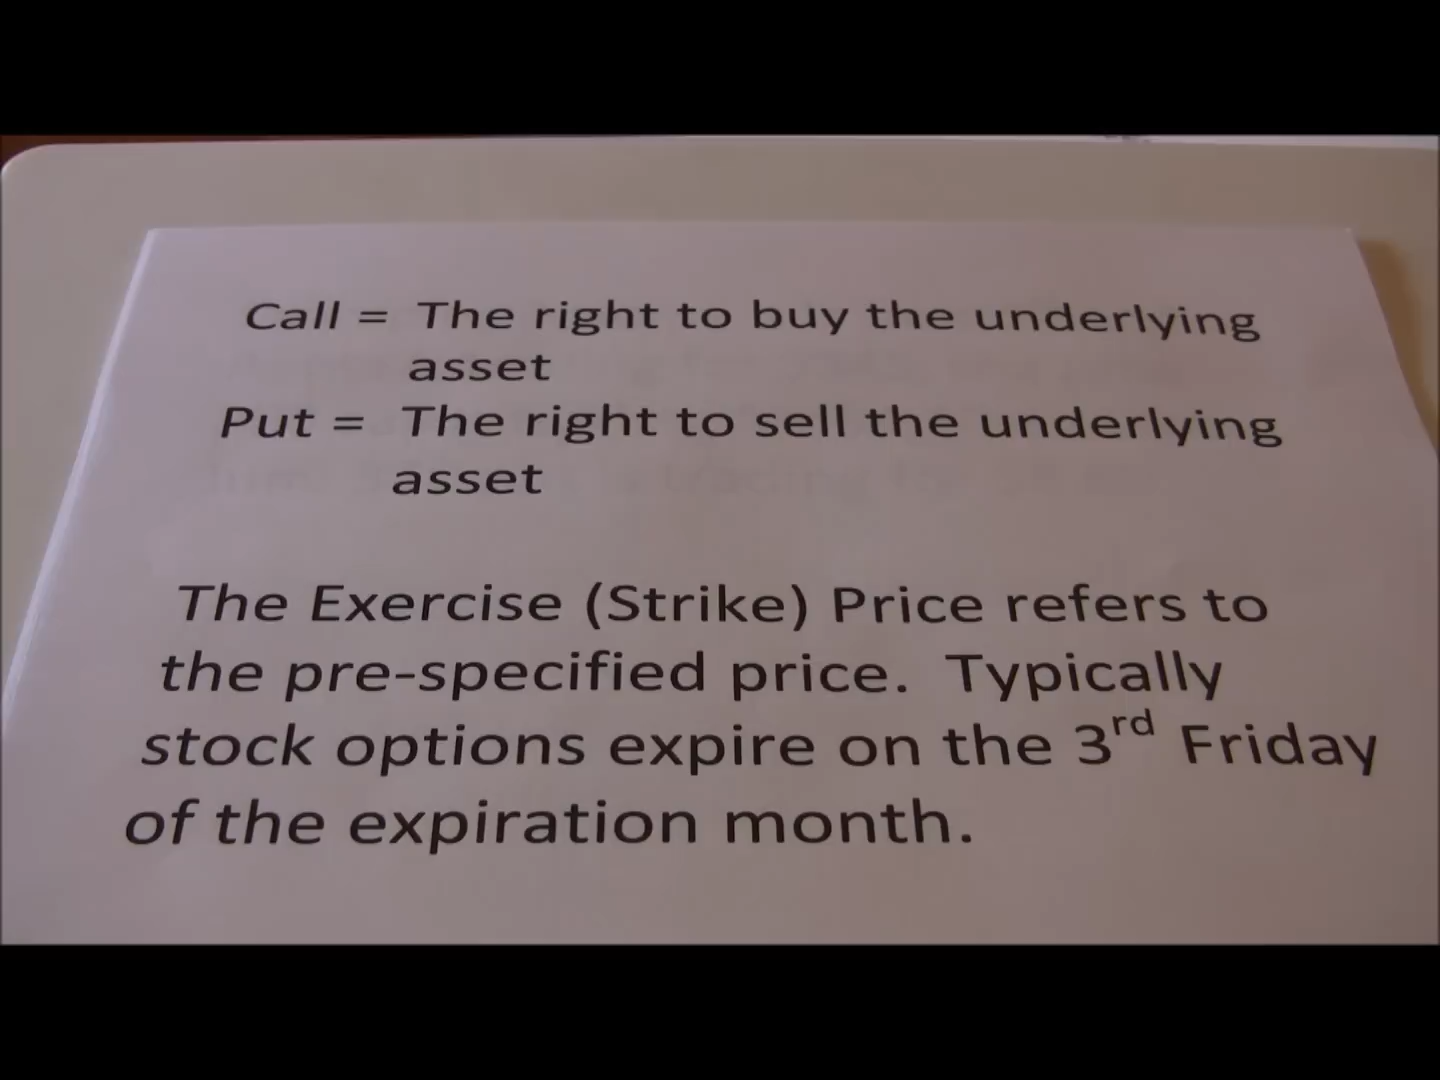 Call = The right to buy the underlying
asset
Put = The right to sell the underlying
asset
The Exercise (Strike) Price refers to
the pre-specified price. Typically
stock options expire on the 3rd Friday
of the expiration month.